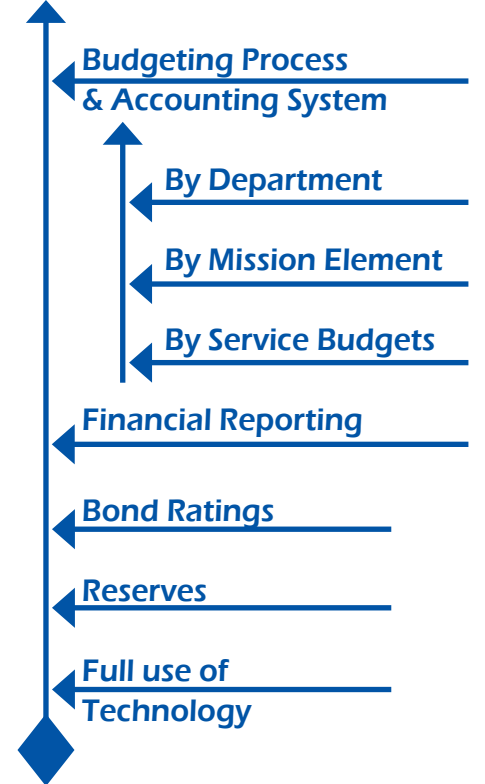 Budgeting Process
& Accounting System
By Department
By Mission Element
By Service Budgets
Financial Reporting
Bond Ratings
Reserves
Full use of
Technology